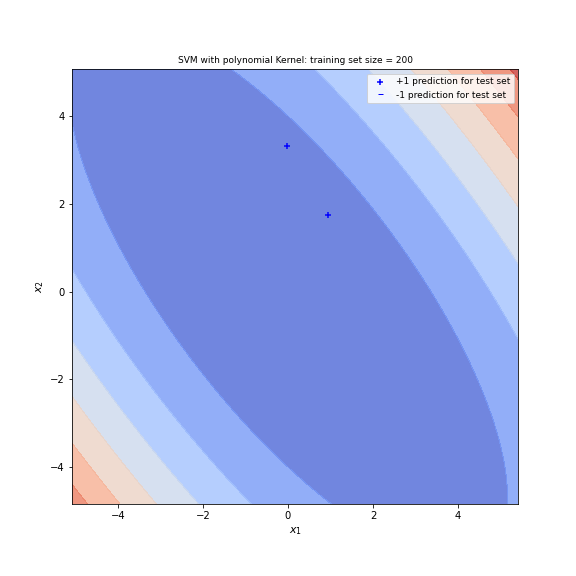 SVM with polynomial Kernel: training set size = 200
+1 prediction for test set
-1 prediction for test set
4
2
0
−2
−4
x2
−4 −2 0 2 4
x1